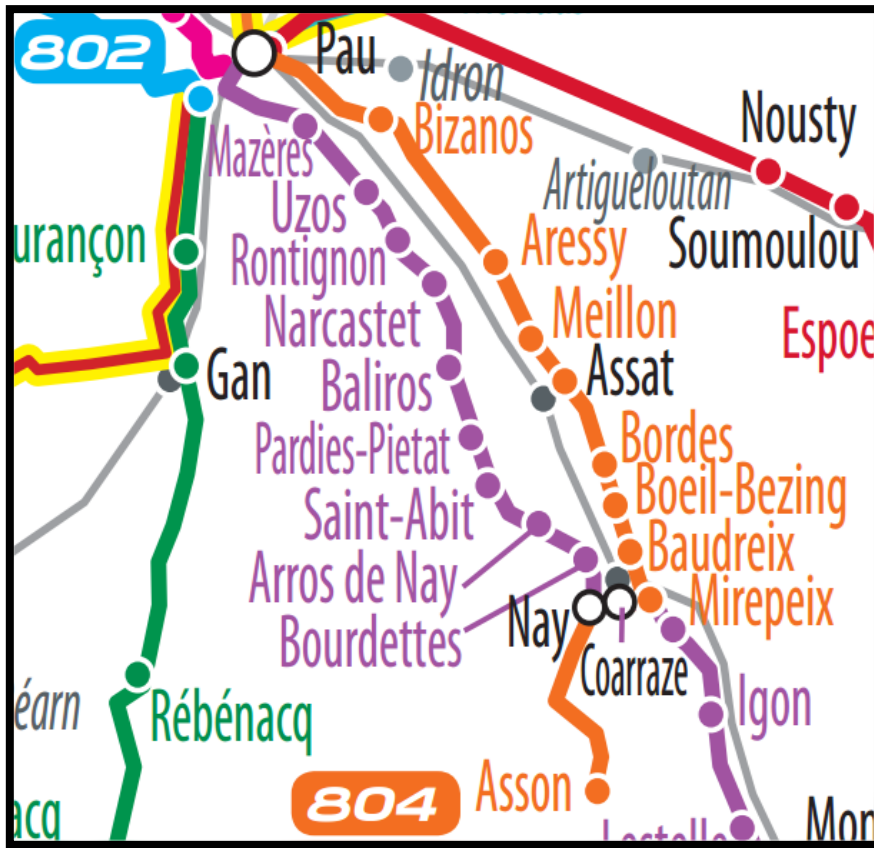 802
Pau
Idron
Nousty
Bizanos
Mazères
Artigueloutan
Uzos
Soumoulou
urançon
Aressy
Rontignon
Meillon
Narcastet
Espoe
Gan
Assat
Baliros
Bordes
Pardies-Pietat
Boeil-Bezing
Saint-Abit
Baudreix
Arros de Nay
Mirepeix
Bourdettes
Nay
Coarraze
éarn
Rébénacq
Igon
Asson
804
acq
Mon